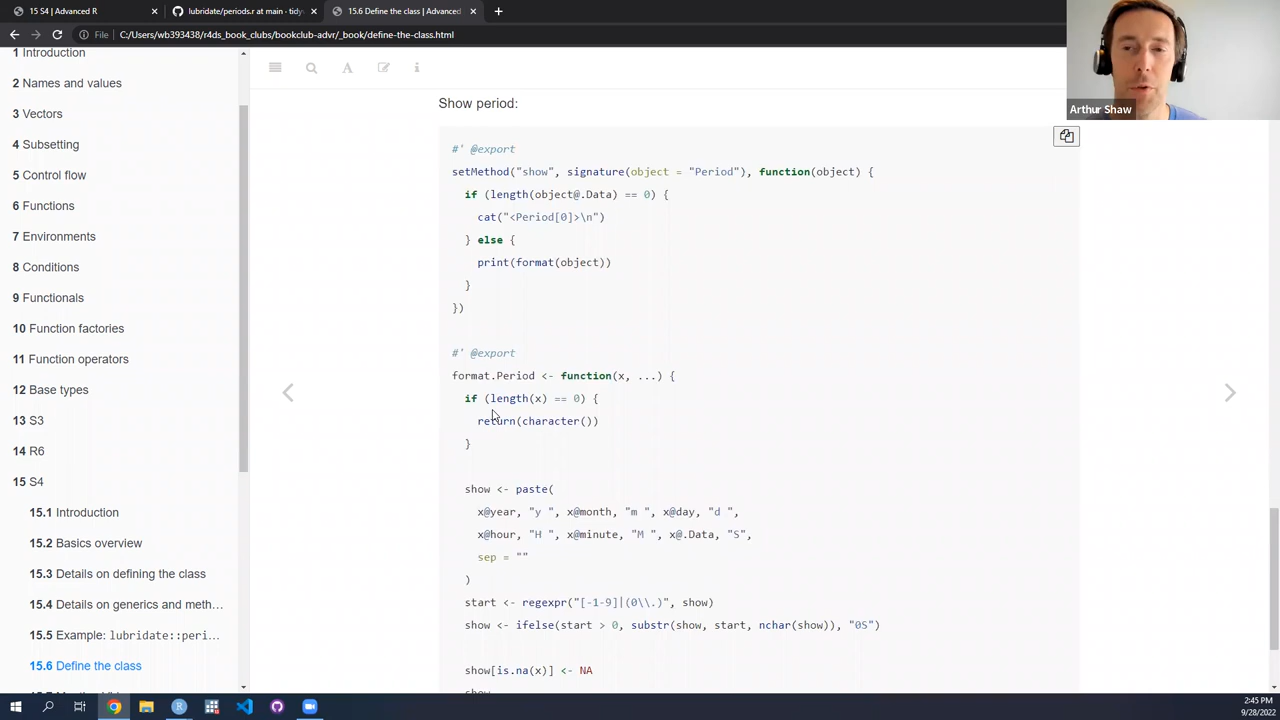 15 S4 | Advanced R
lubridate/periods.r at main · tidy
15.6 Define the class | Advanced
File
C:/Users/wb393438/r4ds_book_clubs/bookclub-advr/_book/define-the-class.html
Arthur Shaw
1 Introduction
2 Names and values
3 Vectors
4 Subsetting
5 Control flow
6 Functions
7 Environments
8 Conditions
9 Functionals
10 Function factories
11 Function operators
12 Base types
13 S3
14 R6
15 S4
15.1 Introduction
15.2 Basics overview
15.3 Details on defining the class
15.4 Details on generics and meth…
15.5 Example: lubridate::peri…
15.6 Define the class
Show period:
#' @export
setMethod("show", signature(object = "Period"), function(object) {
  if (length(object@.Data) == 0) {
    cat("<Period[0]>\n")
  } else {
    print(format(object))
  }
})
#' @export
format.Period <- function(x, ...) {
  if (length(x) == 0) {
    return(character())
  }
  show <- paste(
    x@year, "y ", x@month, "m ", x@day, "d ",
    x@hour, "H ", x@minute, "M ", x@.Data, "S",
    sep = ""
  )
  start <- regexpr("[-1-9]|(0\\.)", show)
  show <- ifelse(start > 0, substr(show, start, nchar(show)), "0S")
  show[is.na(x)] <- NA
  show
2:45 PM
9/28/2022